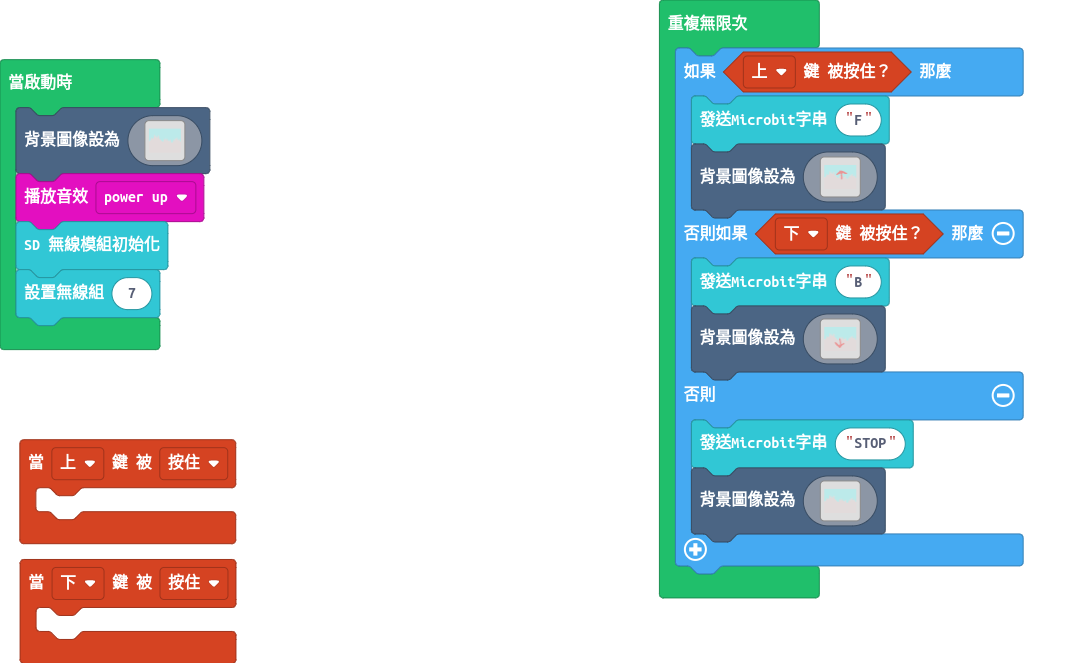 當啟動時
背景圖像設為
播放音效 power up
SD 無線模組初始化
設置無線組 7
當 上 鍵 被 按住
當 下 鍵 被 按住
重複無限次
如果 上 鍵 被按住？ 那麼
發送Microbit字串 "F"
背景圖像設為
否則如果 下 鍵 被按住？ 那麼
發送Microbit字串 "B"
背景圖像設為
否則
發送Microbit字串 "STOP"
背景圖像設為